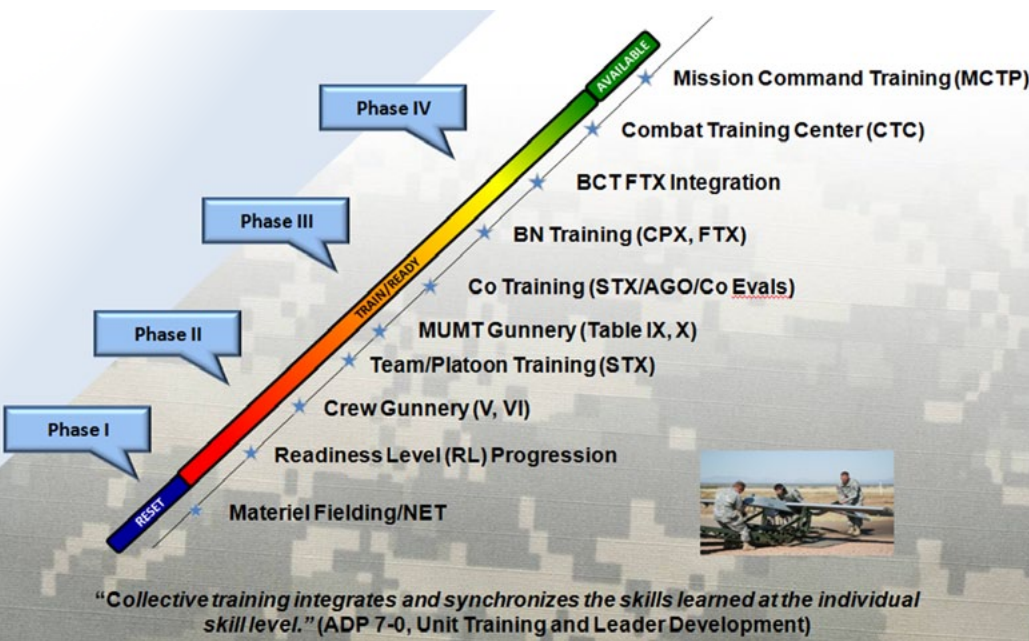 AVAILABLE
Mission Command Training (MCTP)
Phase IV
Combat Training Center (CTC)
BCT FTX Integration
Phase III
BN Training (CPX, FTX)
TRAIN/READY
Co Training (STX/AGO/Co Evals)
Phase II
MUMT Gunnery (Table IX, X)
Team/Platoon Training (STX)
Crew Gunnery (V, VI)
Phase I
Readiness Level (RL) Progression
RESET
Materiel Fielding/NET
“Collective training integrates and synchronizes the skills learned at the individual
skill level.” (ADP 7-0, Unit Training and Leader Development)